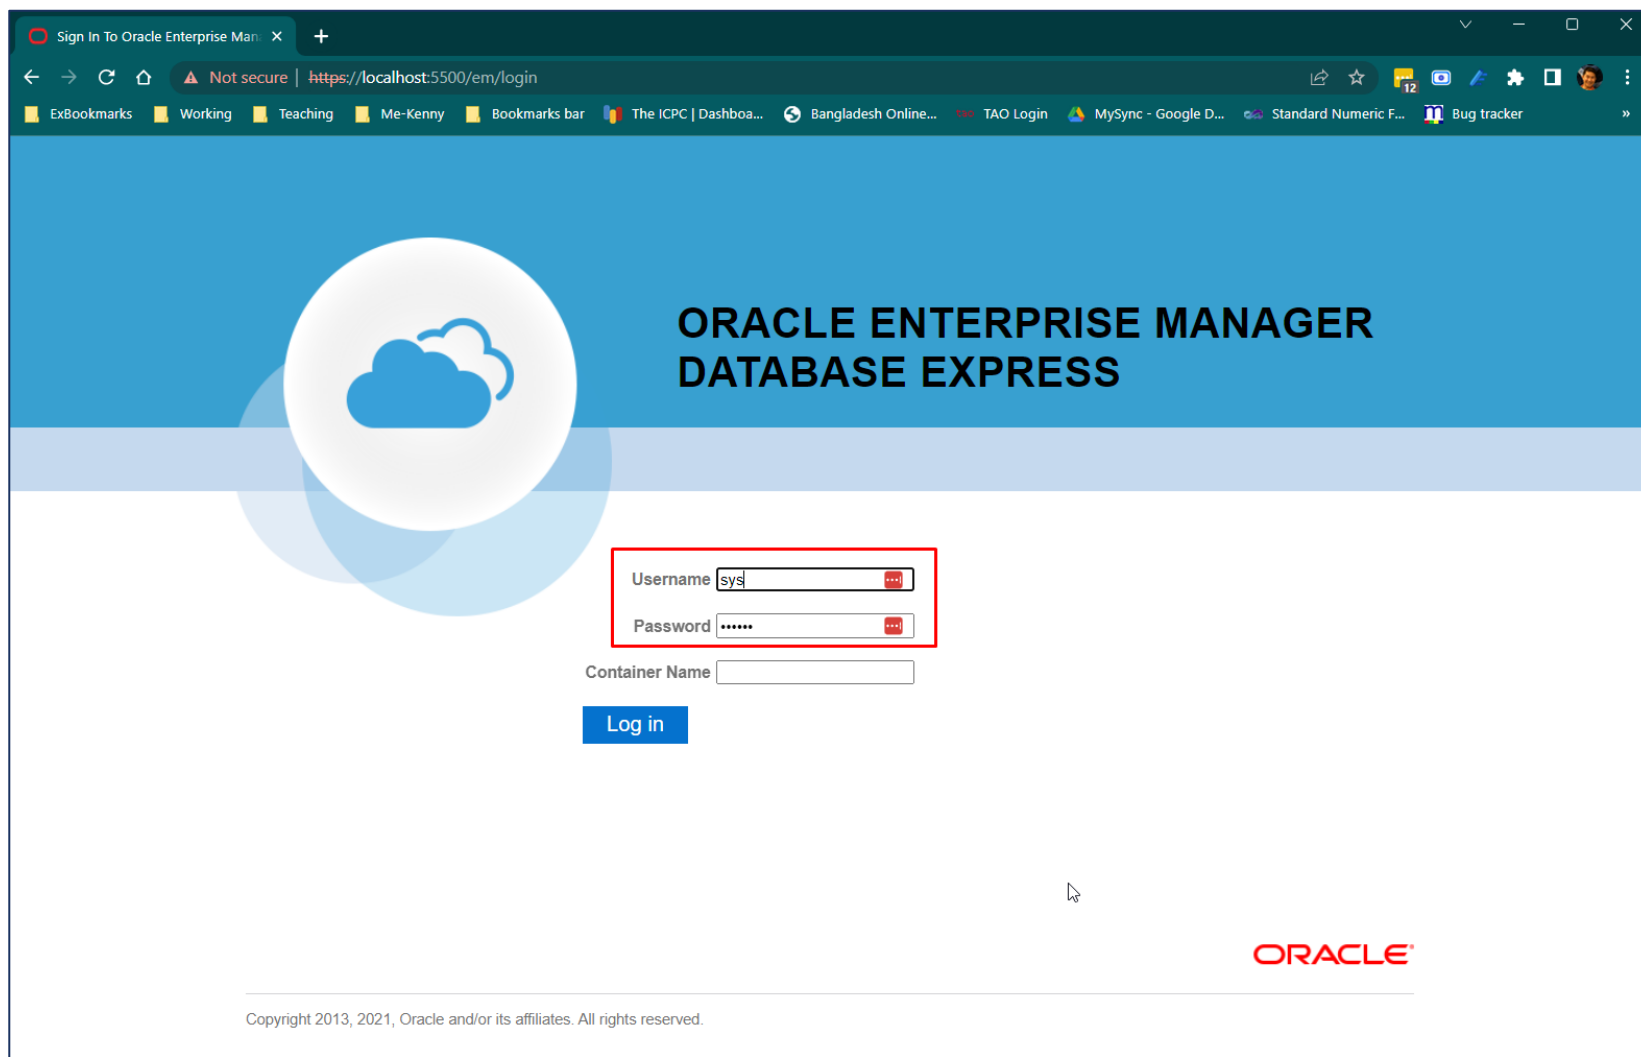 Sign In To Oracle Enterprise Man
Not secure | https://localhost:5500/em/login
12
ExBookmarks Working Teaching Me-Kenny Bookmarks bar The ICPC | Dashboa... Bangladesh Online... TAO Login MySync - Google D... Standard Numeric F... Bug tracker »
ORACLE ENTERPRISE MANAGER
DATABASE EXPRESS
Username sys
Password ••••••
Container Name
Log in
ORACLE
Copyright 2013, 2021, Oracle and/or its affiliates. All rights reserved.